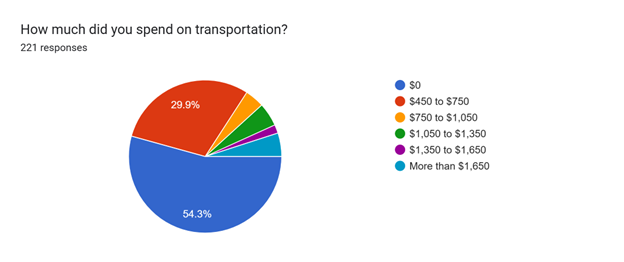 How much did you spend on transportation?
221 responses
29.9%
54.3%
$0
$450 to $750
$750 to $1,050
$1,050 to $1,350
$1,350 to $1,650
More than $1,650